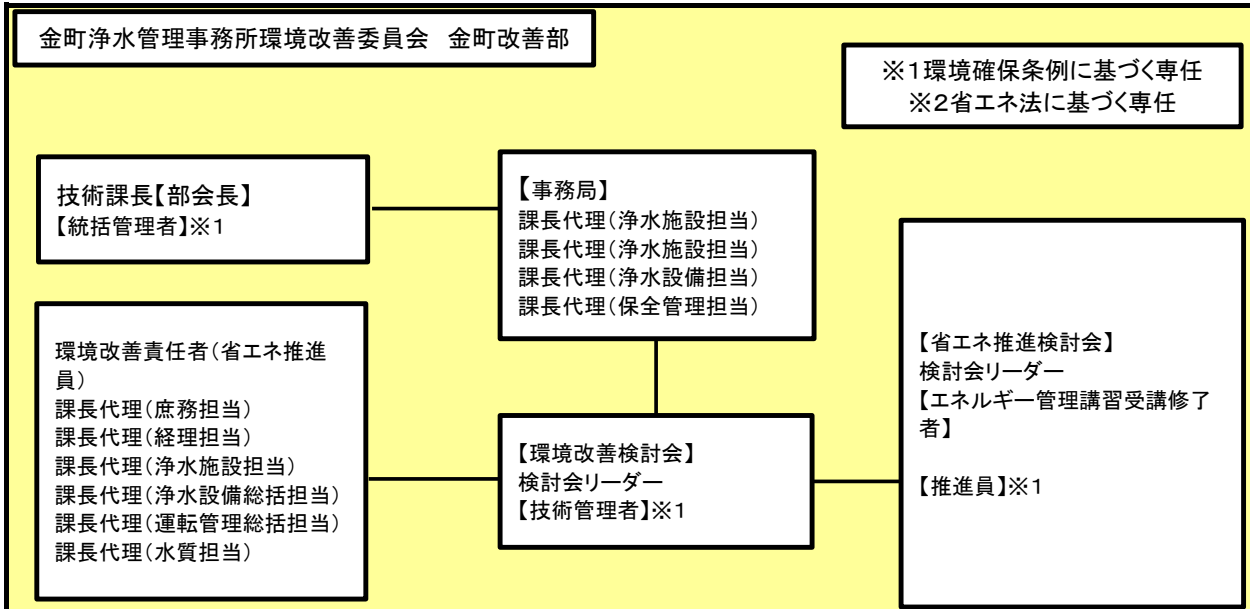 金町浄水管理事務所環境改善委員会　金町改善部
※１環境確保条例に基づく専任
※２省エネ法に基づく専任
技術課長【部会長】
【統括管理者】※１
【事務局】
課長代理（浄水施設担当）
課長代理（浄水施設担当）
課長代理（浄水設備担当）
課長代理（保全管理担当）
環境改善責任者（省エネ推進
員）
課長代理（庶務担当）
課長代理（経理担当）
課長代理（浄水施設担当）
課長代理（浄水設備総括担当）
課長代理（運転管理総括担当）
課長代理（水質担当）
【環境改善検討会】
検討会リーダー
【技術管理者】※１
【省エネ推進検討会】
検討会リーダー
【エネルギー管理講習受講修了
者】
【推進員】※１